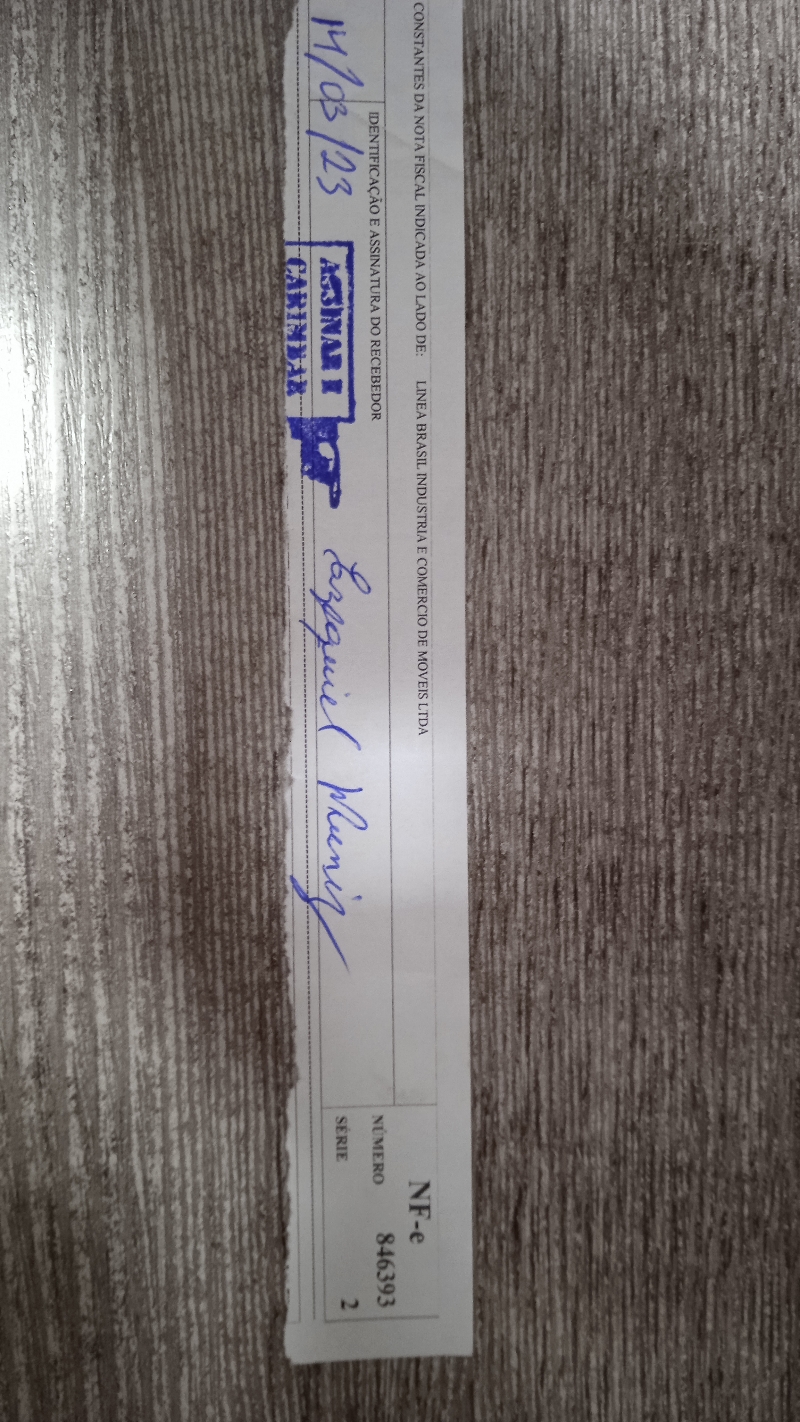 CONSTANTES DA NOTA FISCAL INDICADA AO LADO DE: LINEA BRASIL INDUSTRIA E COMERCIO DE MOVEIS LTDA
IDENTIFICAÇÃO E ASSINATURA DO RECEBEDOR
14/03/23
ASSINAR E
CARIMBAR
NF-e
NÚMERO 846393
SÉRIE 2